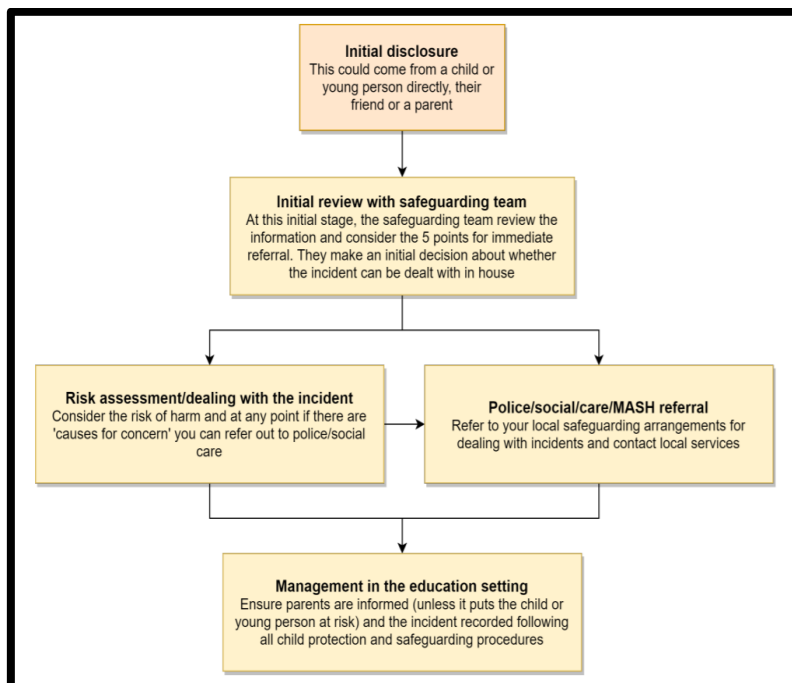 Initial disclosure
This could come from a child or
young person directly, their
friend or a parent
Initial review with safeguarding team
At this initial stage, the safeguarding team review the
information and consider the 5 points for immediate
referral. They make an initial decision about whether
the incident can be dealt with in house
Risk assessment/dealing with the incident
Consider the risk of harm and at any point if there are
'causes for concern' you can refer out to police/social
care
Police/social/care/MASH referral
Refer to your local safeguarding arrangements for
dealing with incidents and contact local services
Management in the education setting
Ensure parents are informed (unless it puts the child or
young person at risk) and the incident recorded following
all child protection and safeguarding procedures